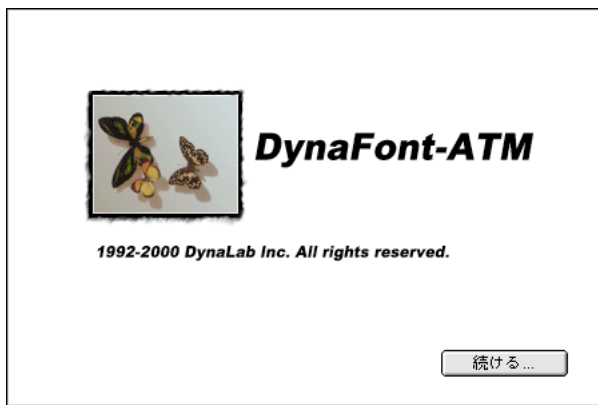 DynaFont-ATM
1992-2000 DynaLab Inc. All rights reserved.
続ける...